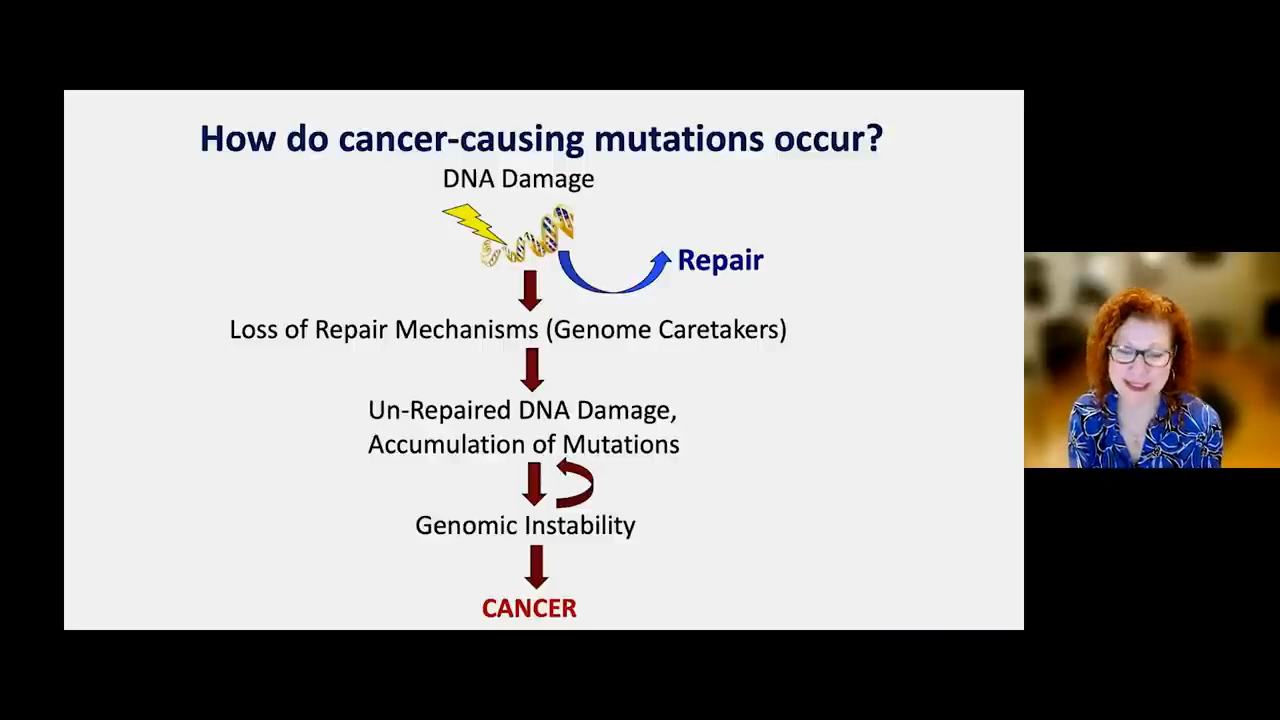 How do cancer-causing mutations occur?
DNA Damage
Repair
Loss of Repair Mechanisms (Genome Caretakers)
Un-Repaired DNA Damage,
Accumulation of Mutations
Genomic Instability
CANCER